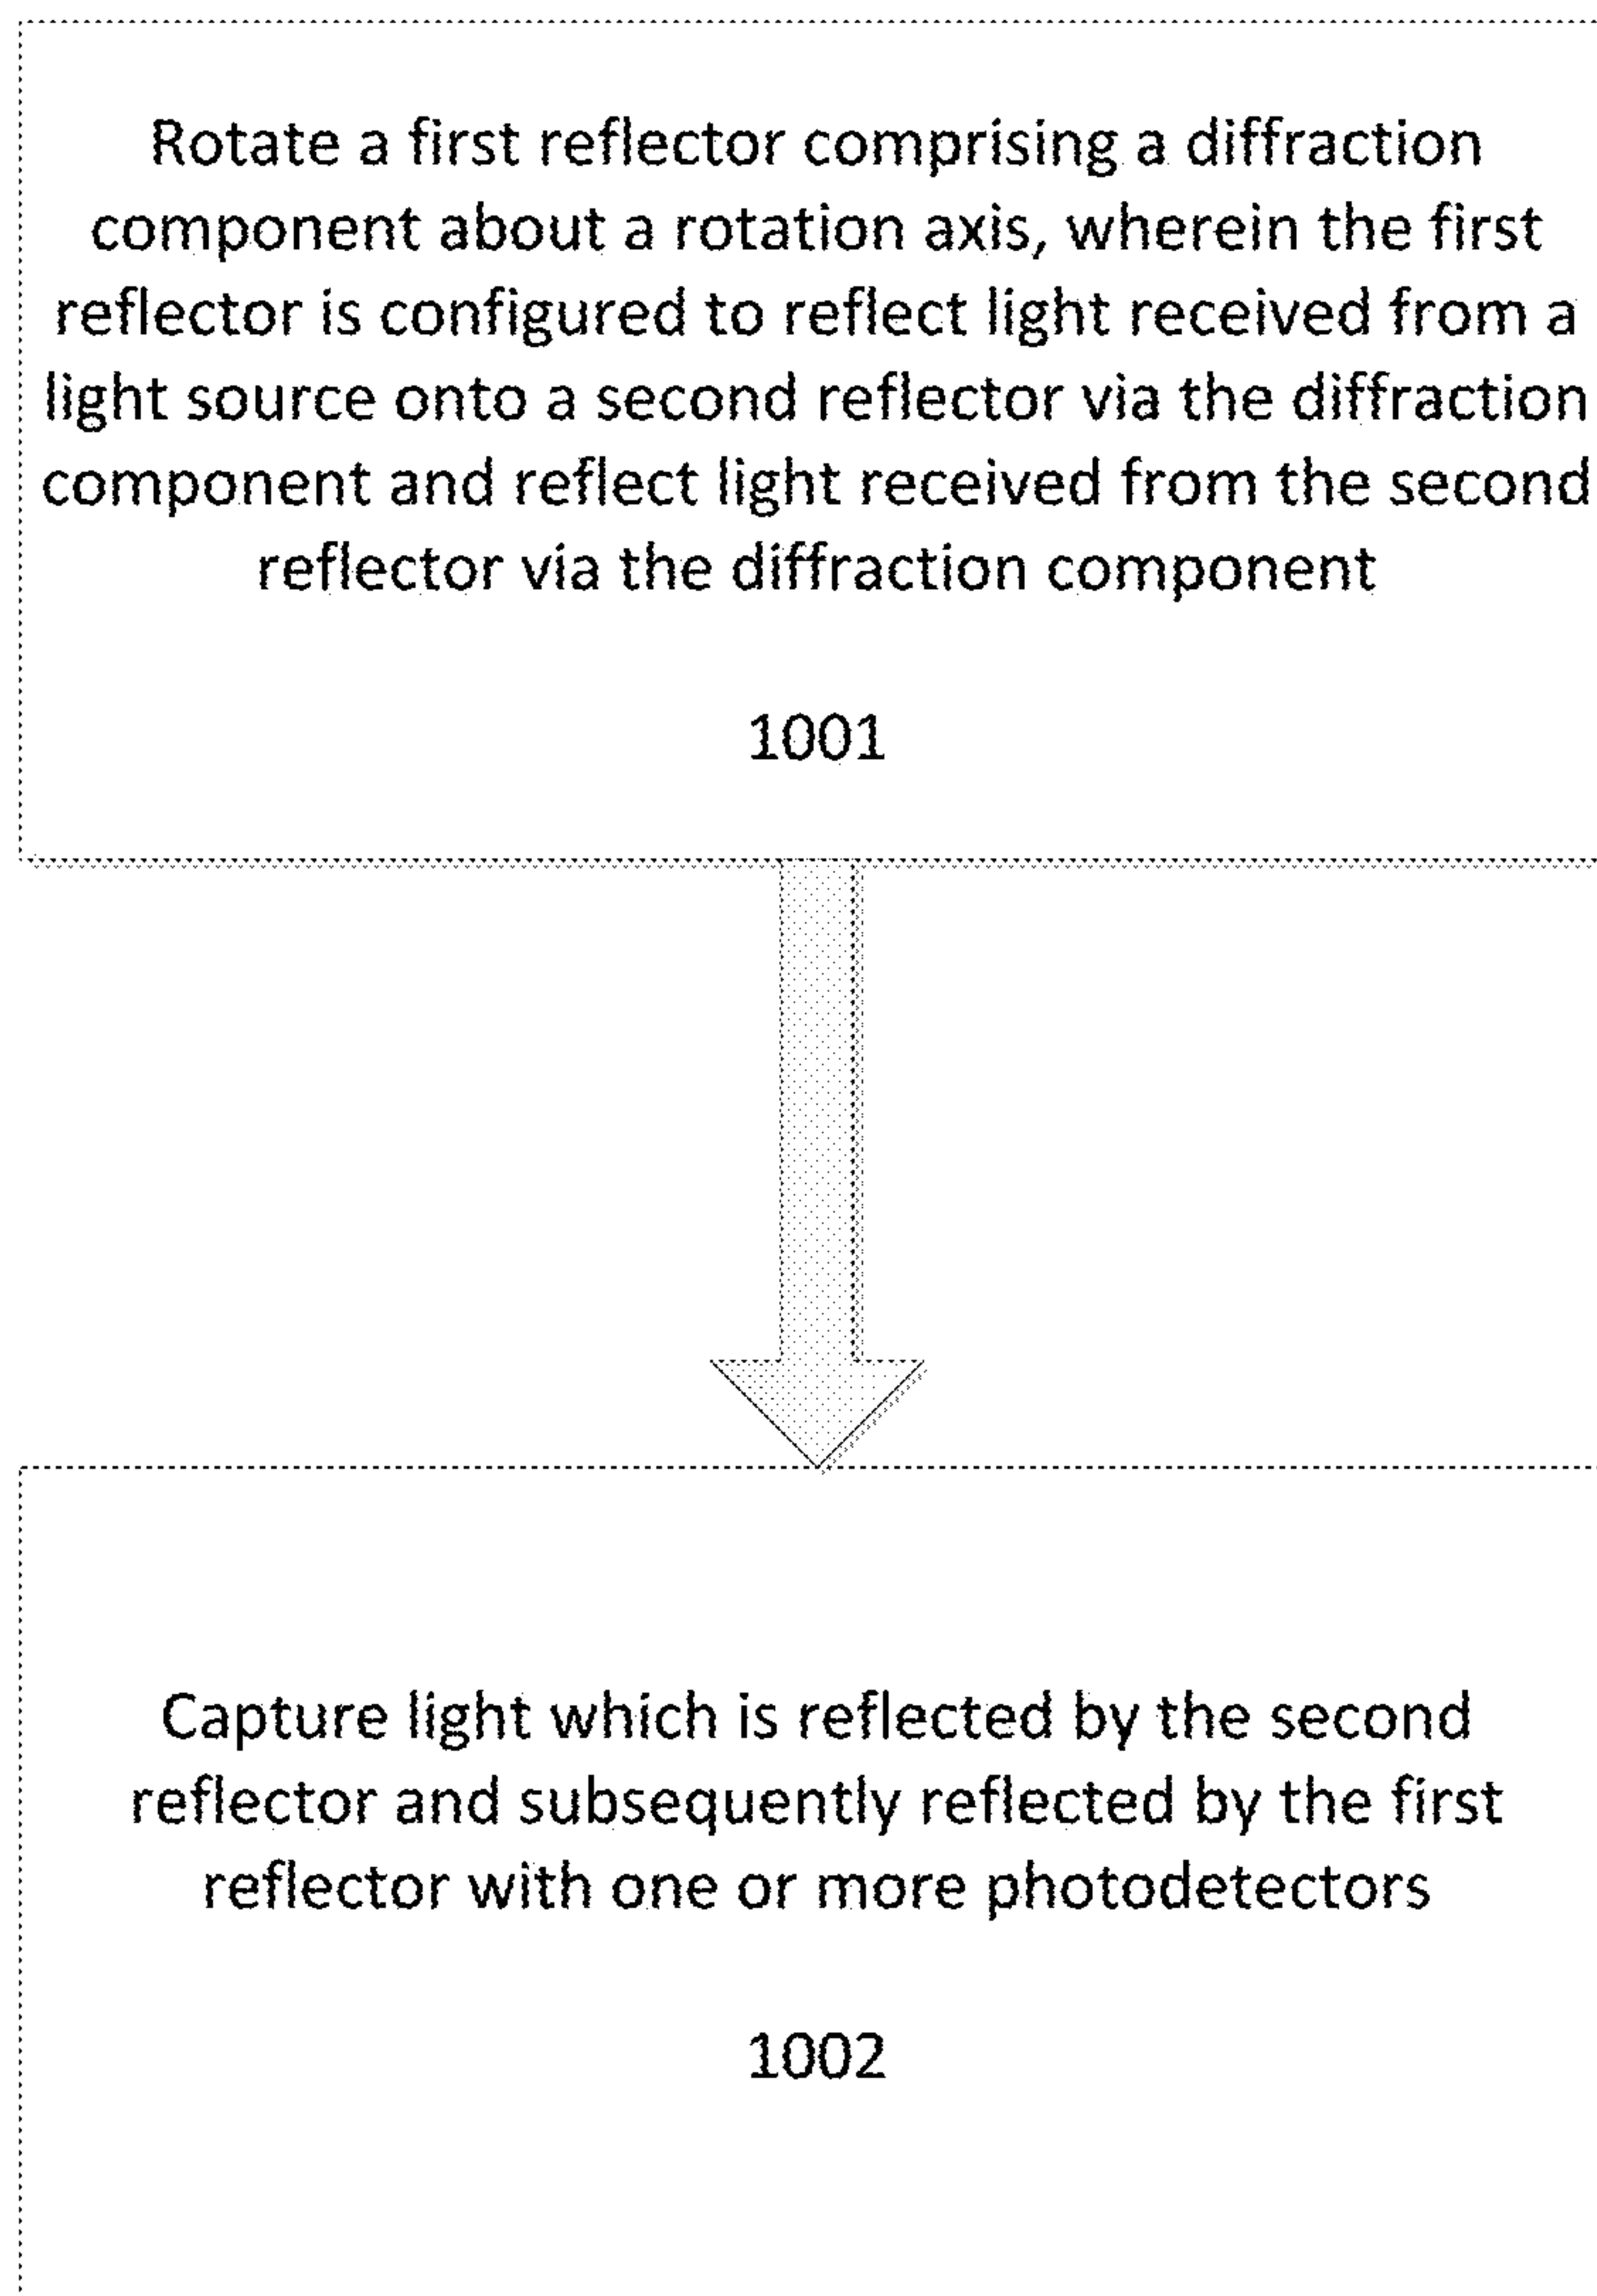 Rotate a first reflector comprising a diffraction
component about a rotation axis, wherein the first
reflector is configured to reflect light received from a
light source onto a second reflector via the diffraction
component and reflect light received from the second
reflector via the diffraction component
1001
Capture light which is reflected by the second
reflector and subsequently reflected by the first
reflector with one or more photodetectors
1002